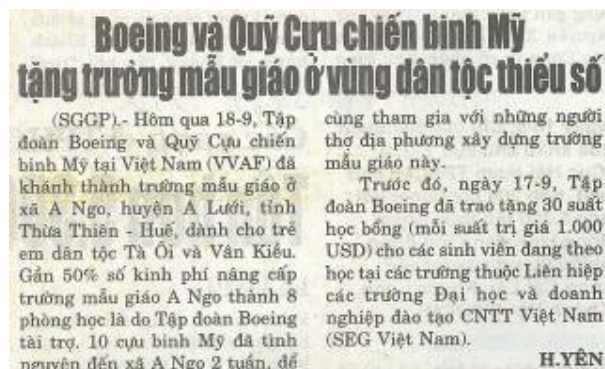 Boeing và Quỹ Cựu chiến binh Mỹ
tặng trường mẫu giáo ở vùng dân tộc thiểu số
(SGGP).- Hôm qua 18-9, Tập
đoàn Boeing và Quỹ Cựu chiến
binh Mỹ tại Việt Nam (VVAF) đã
khánh thành trường mẫu giáo ở
xã A Ngo, huyện A Lưới, tỉnh
Thừa Thiên - Huế, dành cho trẻ
em dân tộc Tà Ôi và Vân Kiều.
Gần 50% số kinh phí nâng cấp
trường mẫu giáo A Ngo thành 8
phòng học là do Tập đoàn Boeing
tài trợ. 10 cựu binh Mỹ đã tình
nguyện đến xã A Ngo 2 tuần, để
cùng tham gia với những người
thợ địa phương xây dựng trường
mẫu giáo này.
Trước đó, ngày 17-9, Tập
đoàn Boeing đã trao tặng 30 suất
học bổng (mỗi suất trị giá 1.000
USD) cho các sinh viên đang theo
học tại các trường thuộc Liên hiệp
các trường Đại học và doanh
nghiệp đào tạo CNTT Việt Nam
(SEG Việt Nam).
H.YÊN